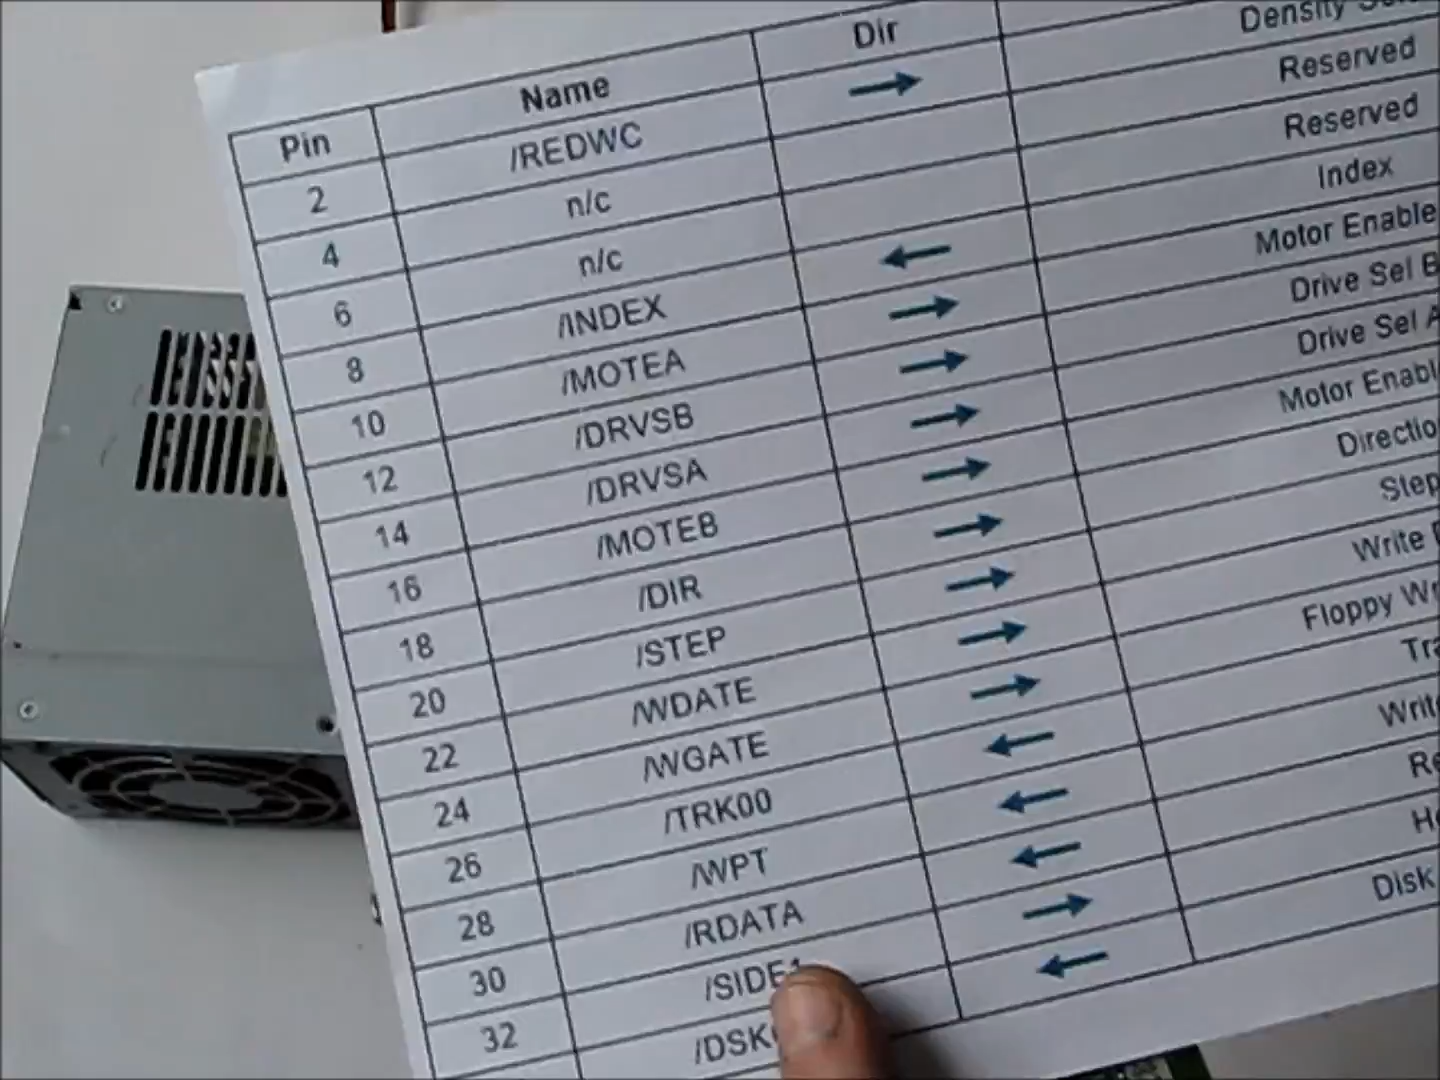 Pin Name Dir
2 /REDWC → Density
4 n/c Reserved
6 n/c Reserved
8 /INDEX ← Index
10 /MOTEA → Motor Enable
12 /DRVSB → Drive Sel B
14 /DRVSA → Drive Sel A
16 /MOTEB → Motor
18 /DIR →
20 /STEP → Step
22 /WDATE → Write
24 /WGATE → Floppy
26 /TRK00 ←
28 /WPT ←
30 /RDATA ←
32 /SIDE1 →
← Disk